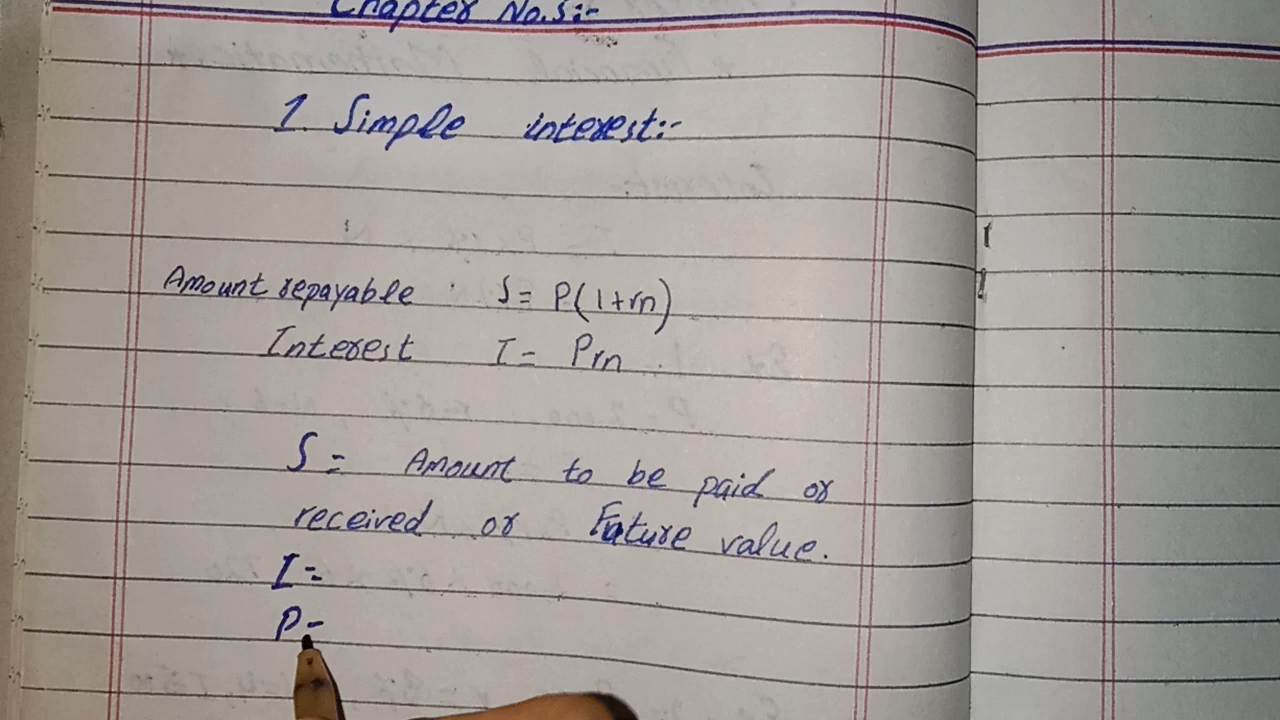 Chapter No.5:-
1. Simple interest:-
Amount repayable S = P(1+rn)
Interest I = Prn
S = Amount to be paid or
received or Future value.
I =
P =